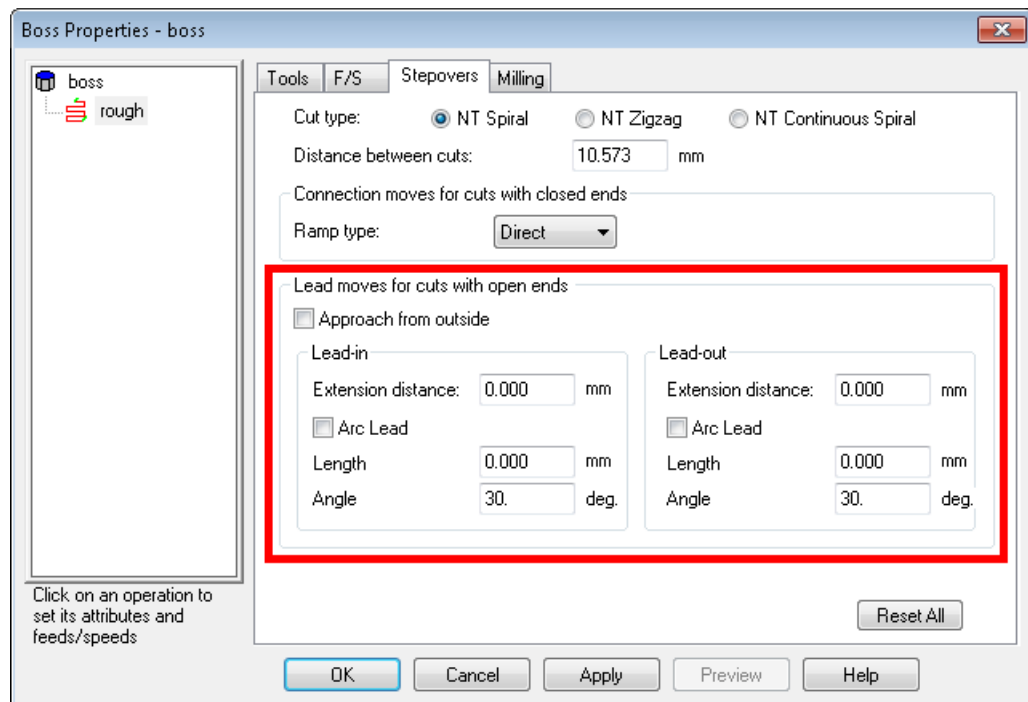 Boss Properties - boss
boss
rough
Click on an operation to
set its attributes and
feeds/speeds
Tools F/S Stepovers Milling
Cut type: NT Spiral NT Zigzag NT Continuous Spiral
Distance between cuts: 10.573 mm
Connection moves for cuts with closed ends
Ramp type: Direct
Lead moves for cuts with open ends
Approach from outside
Lead-in
Extension distance: 0.000 mm
Arc Lead
Length 0.000 mm
Angle 30. deg.
Lead-out
Extension distance: 0.000 mm
Arc Lead
Length 0.000 mm
Angle 30. deg.
Reset All
OK Cancel Apply Preview Help